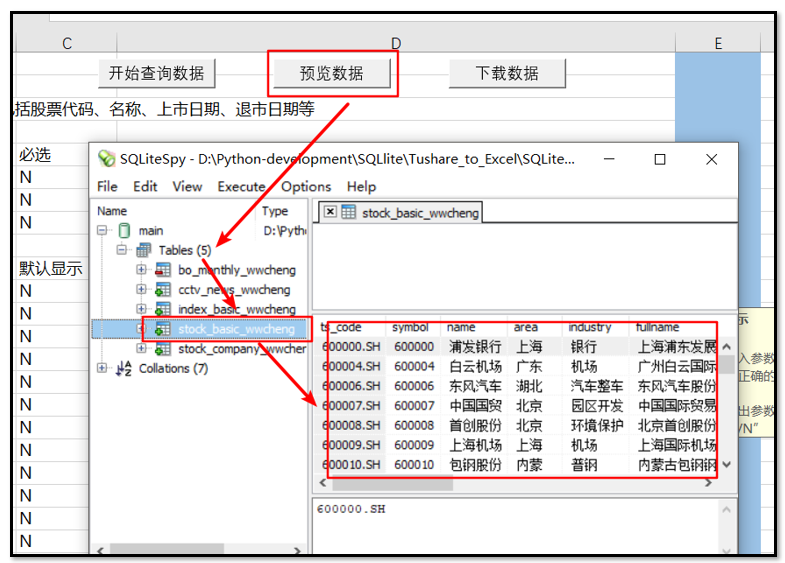 C D E
开始查询数据 预览数据 下载数据
括股票代码、名称、上市日期、退市日期等
必选
N
N
N
默认显示
N
N
N
N
N
N
N
N
N
N
N
N
SQLiteSpy - D:\Python-development\SQLlite\Tushare_to_Excel\SQLite...
File Edit View Execute Options Help
Name Type
main D:\Pytho
Tables (5)
bo_monthly_wwcheng
cctv_news_wwcheng
index_basic_wwcheng
stock_basic_wwcheng
stock_company_wwcher
Collations (7)
stock_basic_wwcheng
ts_code symbol name area industry fullname
600000.SH 600000 浦发银行 上海 银行 上海浦东发展
600004.SH 600004 白云机场 广东 机场 广州白云国际
600006.SH 600006 东风汽车 湖北 汽车整车 东风汽车股份
600007.SH 600007 中国国贸 北京 园区开发 中国国际贸易
600008.SH 600008 首创股份 北京 环境保护 北京首创股份
600009.SH 600009 上海机场 上海 机场 上海国际机场
600010.SH 600010 包钢股份 内蒙 普钢 内蒙古包钢钢
600000.SH
示
入参数
正确的
出参数
/N"